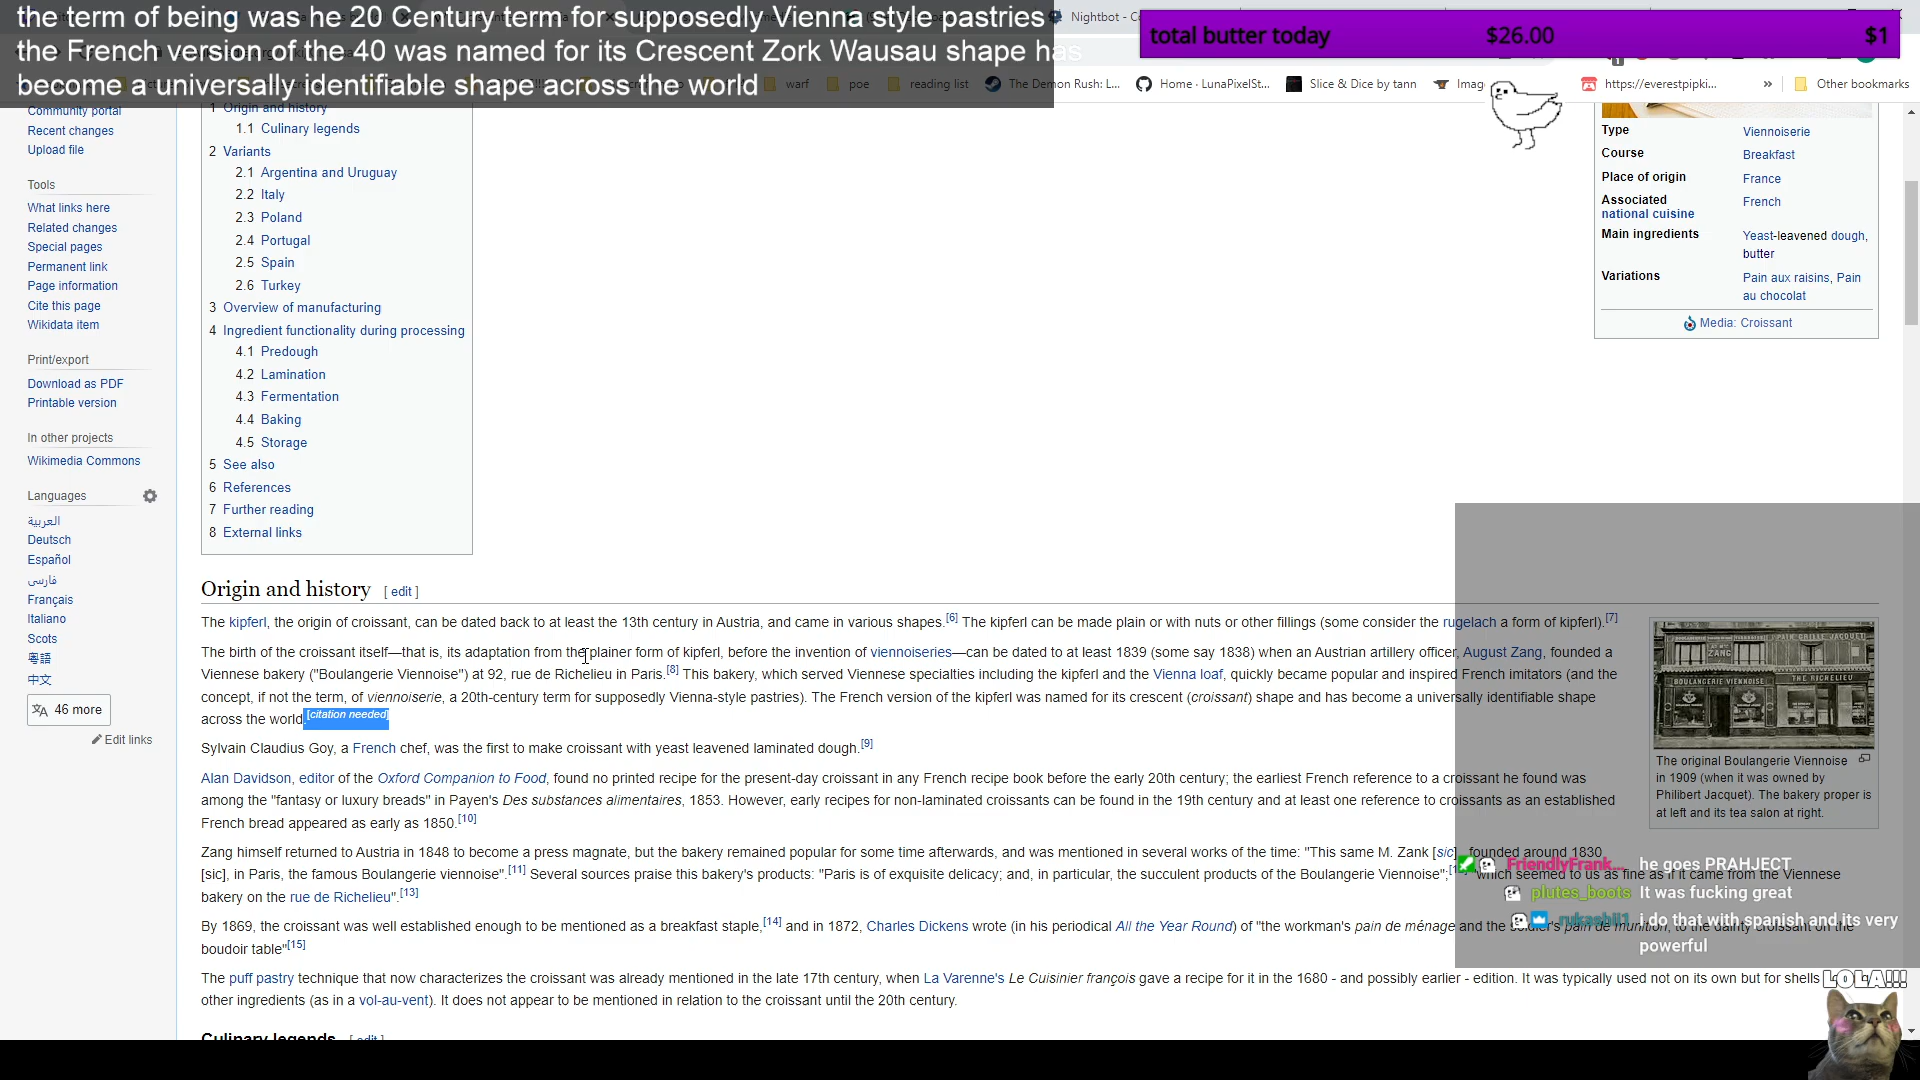 the term of being was he 20 Century term for supposedly Vienna style pastries
the French version of the 40 was named for its Crescent Zork Wausau shape has
become a universally identifiable shape across the world
Nightbot - C
total butter today $26.00 $1
warf
poe
reading list
The Demon Rush: L...
Home · LunaPixelSt...
Slice & Dice by tann
Imag
https://everestpipki...
»
Other bookmarks
Community portal
Recent changes
Upload file
Tools
What links here
Related changes
Special pages
Permanent link
Page information
Cite this page
Wikidata item
Print/export
Download as PDF
Printable version
In other projects
Wikimedia Commons
Languages
العربية
Deutsch
Español
فارسی
Français
Italiano
Scots
粵語
中文
46 more
Edit links
1 Origin and history
1.1 Culinary legends
2 Variants
2.1 Argentina and Uruguay
2.2 Italy
2.3 Poland
2.4 Portugal
2.5 Spain
2.6 Turkey
3 Overview of manufacturing
4 Ingredient functionality during processing
4.1 Predough
4.2 Lamination
4.3 Fermentation
4.4 Baking
4.5 Storage
5 See also
6 References
7 Further reading
8 External links
Type Viennoiserie
Course Breakfast
Place of origin France
Associated French
national cuisine
Main ingredients Yeast-leavened dough,
butter
Variations Pain aux raisins, Pain
au chocolat
Media: Croissant
Origin and history [ edit ]
The kipferl, the origin of croissant, can be dated back to at least the 13th century in Austria, and came in various shapes.[6] The kipferl can be made plain or with nuts or other fillings (some consider the rugelach a form of kipferl).[7]
The birth of the croissant itself—that is, its adaptation from the plainer form of kipferl, before the invention of viennoiseries—can be dated to at least 1839 (some say 1838) when an Austrian artillery officer, August Zang, founded a
Viennese bakery ("Boulangerie Viennoise") at 92, rue de Richelieu in Paris.[8] This bakery, which served Viennese specialties including the kipferl and the Vienna loaf, quickly became popular and inspired French imitators (and the
concept, if not the term, of viennoiserie, a 20th-century term for supposedly Vienna-style pastries). The French version of the kipferl was named for its crescent (croissant) shape and has become a universally identifiable shape
across the world[citation needed]
Sylvain Claudius Goy, a French chef, was the first to make croissant with yeast leavened laminated dough.[9]
Alan Davidson, editor of the Oxford Companion to Food, found no printed recipe for the present-day croissant in any French recipe book before the early 20th century; the earliest French reference to a croissant he found was
among the "fantasy or luxury breads" in Payen's Des substances alimentaires, 1853. However, early recipes for non-laminated croissants can be found in the 19th century and at least one reference to croissants as an established
French bread appeared as early as 1850.[10]
Zang himself returned to Austria in 1848 to become a press magnate, but the bakery remained popular for some time afterwards, and was mentioned in several works of the time: "This same M. Zank [sic] founded around 1830
[sic], in Paris, the famous Boulangerie viennoise".[11] Several sources praise this bakery's products: "Paris is of exquisite delicacy; and, in particular, the succulent products of the Boulangerie Viennoise"; "which seemed to us as fine as if it came from the Viennese
bakery on the rue de Richelieu".[13]
By 1869, the croissant was well established enough to be mentioned as a breakfast staple,[14] and in 1872, Charles Dickens wrote (in his periodical All the Year Round) of "the workman's pain de ménage and the soldier's pain de munition, to the dainty croissant on the
boudoir table"[15]
The puff pastry technique that now characterizes the croissant was already mentioned in the late 17th century, when La Varenne's Le Cuisinier françois gave a recipe for it in the 1680 - and possibly earlier - edition. It was typically used not on its own but for shells
other ingredients (as in a vol-au-vent). It does not appear to be mentioned in relation to the croissant until the 20th century.
Culinary legends [ edit ]
BOULANGERIE VIENNOISE
THE RICHELIEU
The original Boulangerie Viennoise
in 1909 (when it was owned by
Philibert Jacquet). The bakery proper is
at left and its tea salon at right.
FriendlyFrank... he goes PRAHJECT
plutes_boots It was fucking great
rukashii1 i do that with spanish and its very
powerful
LOLA!!!